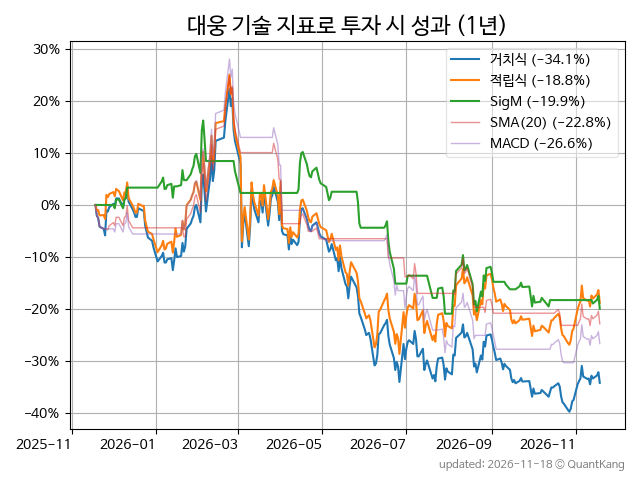 대웅 기술 지표로 투자 시 성과 (1년)
30%
20%
10%
0%
−10%
−20%
−30%
−40%
거치식 (−34.1%)
적립식 (−18.8%)
SigM (−19.9%)
SMA(20) (−22.8%)
MACD (−26.6%)
2025-11
2026-01
2026-03
2026-05
2026-07
2026-09
2026-11
updated: 2026-11-18 © QuantKang